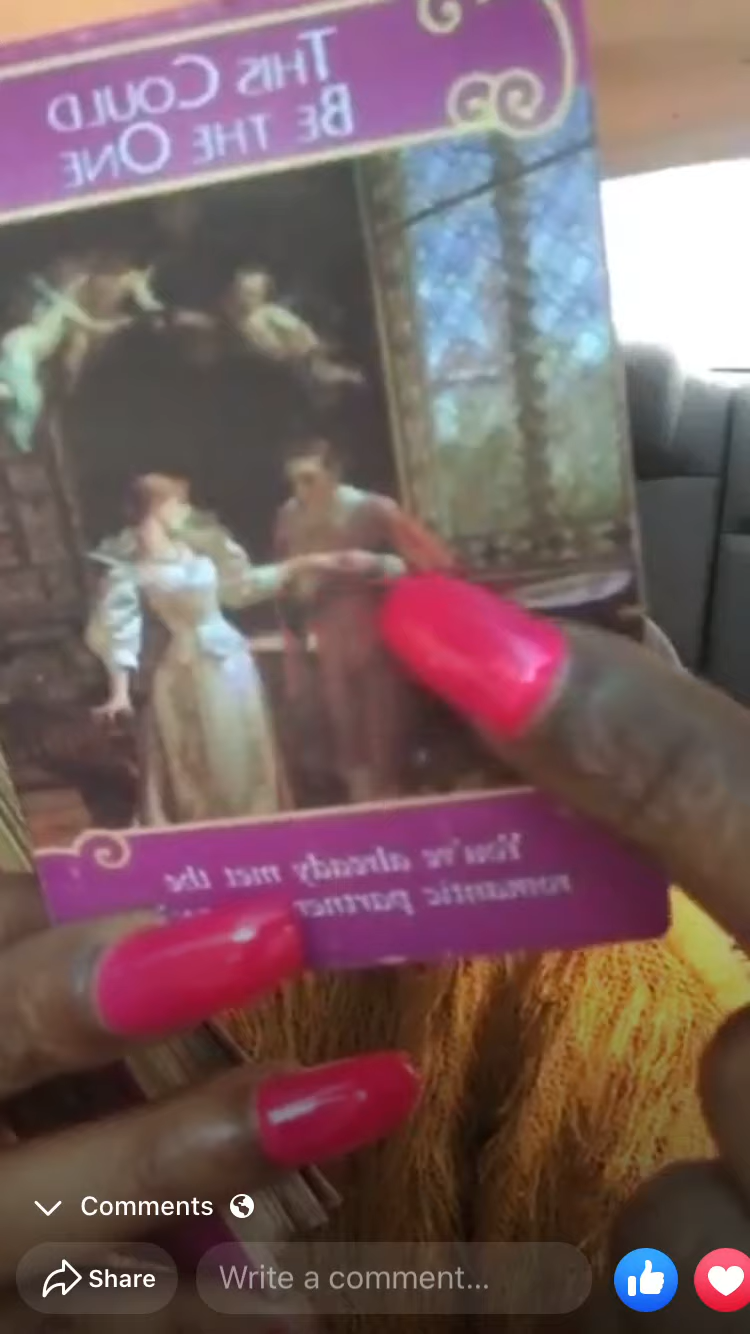 THIS COULD
BE THE ONE
You've already met the
romantic partner
Comments
Share
Write a comment...